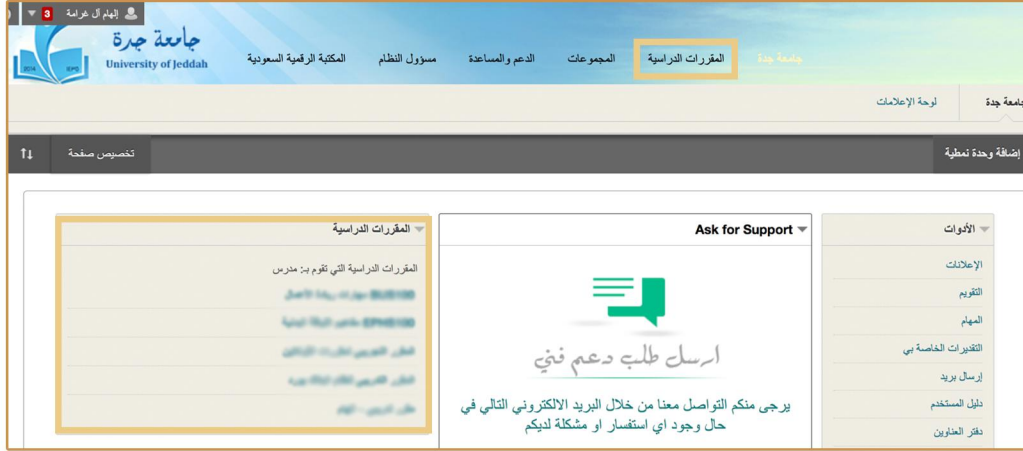 إلهام آل غرامة 3
جامعة جدة
University of Jeddah
2014 ١٤٣٥
جامعة جدة المقررات الدراسية المجموعات الدعم والمساعدة مسؤول النظام المكتبة الرقمية السعودية
جامعة جدة لوحة الإعلامات
إضافة وحدة نمطية تخصيص صفحة
الأدوات
الإعلانات
التقويم
المهام
التقديرات الخاصة بي
إرسال بريد
دليل المستخدم
دفتر العناوين
Ask for Support
ارسل طلب دعم فني
يرجى منكم التواصل معنا من خلال البريد الالكتروني التالي في
حال وجود اي استفسار او مشكلة لديكم
المقررات الدراسية
المقررات الدراسية التي تقوم بـ: مدرس